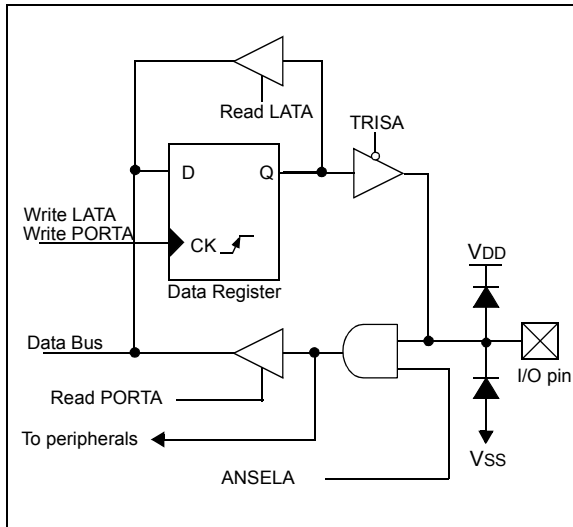 Read LATA
TRISA
D Q
Write LATA
Write PORTA
CK
Data Register
VDD
Data Bus
I/O pin
Read PORTA
To peripherals
VSS
ANSELA